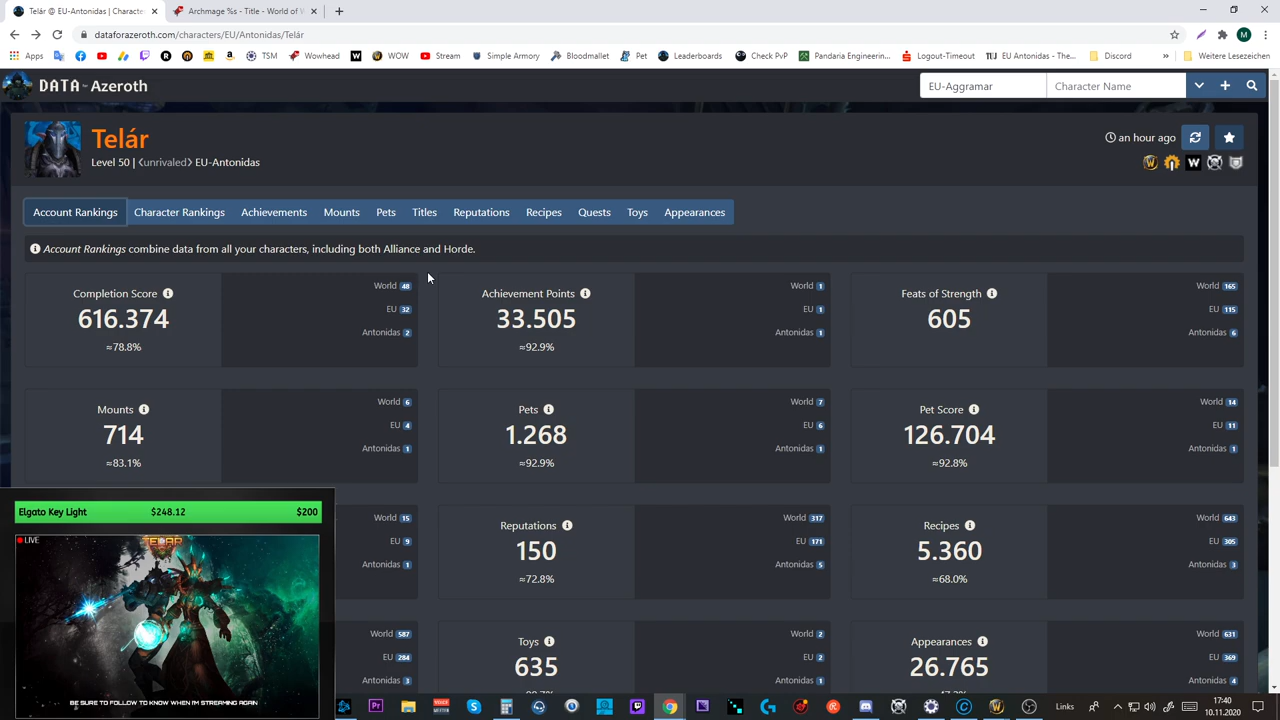 Telár @ EU-Antonidas | Characte
Archmage %s - Title - World of W
dataforazeroth.com/characters/EU/Antonidas/Telár
Apps
TSM
Wowhead
WOW
Stream
Simple Armory
Bloodmallet
Pet
Leaderboards
Check PvP
Pandaria Engineerin...
Logout-Timeout
EU Antonidas - The...
Discord
Weitere Lesezeichen
DATA for Azeroth
EU-Aggramar
Character Name
Telár
Level 50 | <unrivaled> EU-Antonidas
an hour ago
Account Rankings
Character Rankings
Achievements
Mounts
Pets
Titles
Reputations
Recipes
Quests
Toys
Appearances
Account Rankings combine data from all your characters, including both Alliance and Horde.
Completion Score
616.374
≈78.8%
World 48
EU 32
Antonidas 2
Achievement Points
33.505
≈92.9%
World 1
EU 1
Antonidas 1
Feats of Strength
605
World 165
EU 115
Antonidas 6
Mounts
714
≈83.1%
World 6
EU 4
Antonidas 1
Pets
1.268
≈92.9%
World 7
EU 6
Antonidas 1
Pet Score
126.704
≈92.8%
World 14
EU 11
Antonidas 1
World 15
EU 9
Antonidas 1
Reputations
150
≈72.8%
World 317
EU 171
Antonidas 5
Recipes
5.360
≈68.0%
World 643
EU 305
Antonidas 3
World 587
EU 284
Antonidas 3
Toys
635
World 2
EU 2
Antonidas 1
Appearances
26.765
World 631
EU 369
Antonidas 4
Elgato Key Light $248.12 $200
LIVE
TELAR
BE SURE TO FOLLOW TO KNOW WHEN I'M STREAMING AGAIN
Links
17:40
10.11.2020